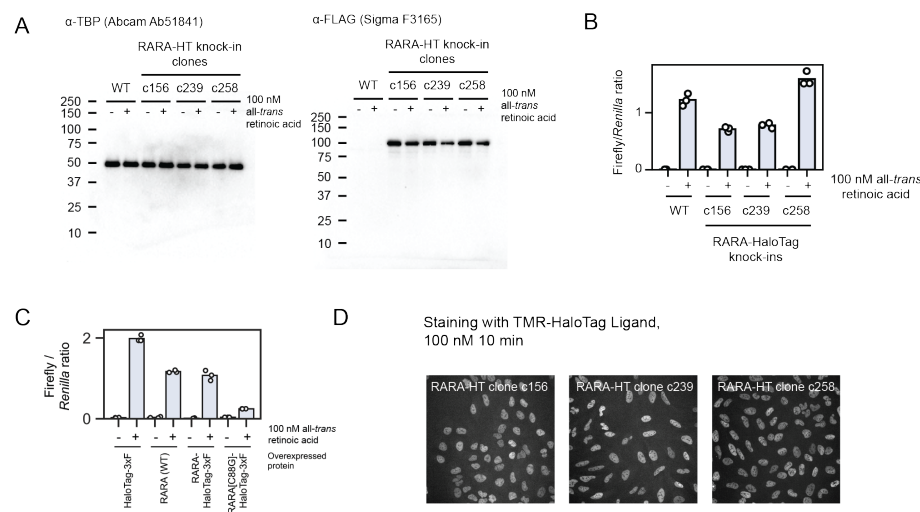 A
α-TBP (Abcam Ab51841)
RARA-HT knock-in
clones
WT c156 c239 c258
100 nM
all-trans
retinoic acid
- + - + - + - +
250
150
100
75
50
37
25
10
α-FLAG (Sigma F3165)
RARA-HT knock-in
clones
WT c156 c239 c258
100 nM
all-trans
retinoic acid
- + - + - + - +
250
150
100
75
50
37
25
10
B
Firefly/Renilla ratio
1
0
- + - + - + - +
100 nM all-trans
retinoic acid
WT c156 c239 c258
RARA-HaloTag
knock-ins
C
Firefly /
Renilla ratio
2
0
- + - + - + - +
100 nM all-trans
retinoic acid
Overexpressed
protein
HaloTag-3xF
RARA (WT)
RARA-
HaloTag-3xF
RARA[C88G]-
HaloTag-3xF
D
Staining with TMR-HaloTag Ligand,
100 nM 10 min
RARA-HT clone c156
RARA-HT clone c239
RARA-HT clone c258